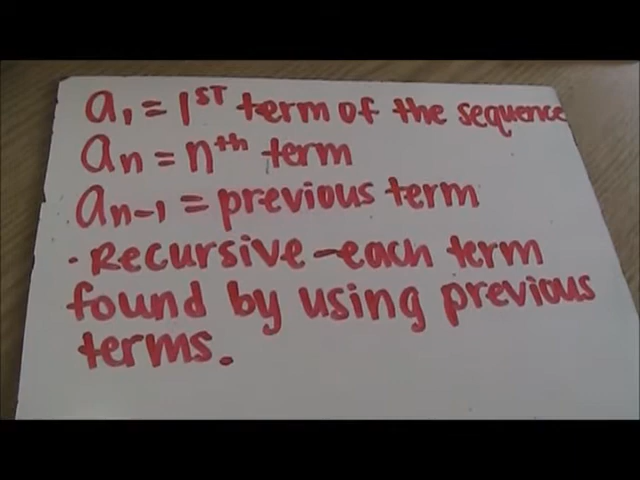 a₁ = 1ST term of the sequence
aₙ = nth term
aₙ₋₁ = previous term
· Recursive - each term
found by using previous
terms.